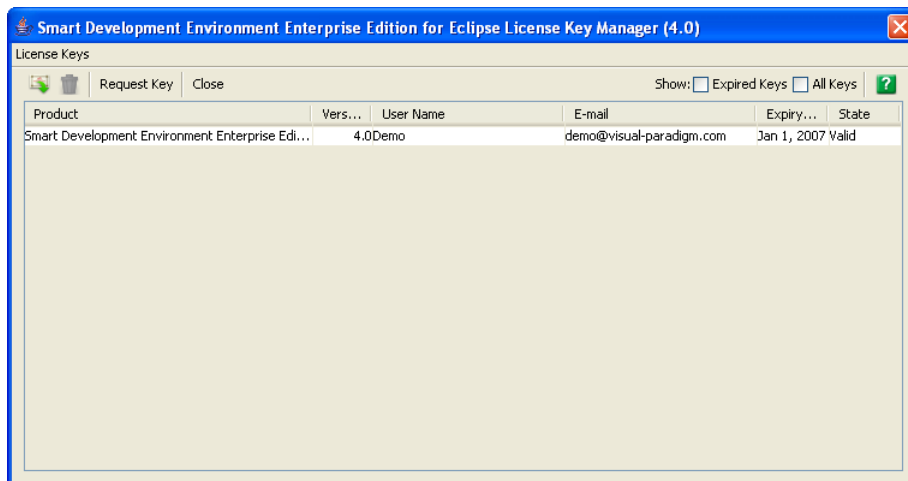 Smart Development Environment Enterprise Edition for Eclipse License Key Manager (4.0)
License Keys
Request Key Close Show: Expired Keys All Keys ?
Product Vers... User Name E-mail Expiry... State
Smart Development Environment Enterprise Edi... 4.0 Demo demo@visual-paradigm.com Jan 1, 2007 Valid